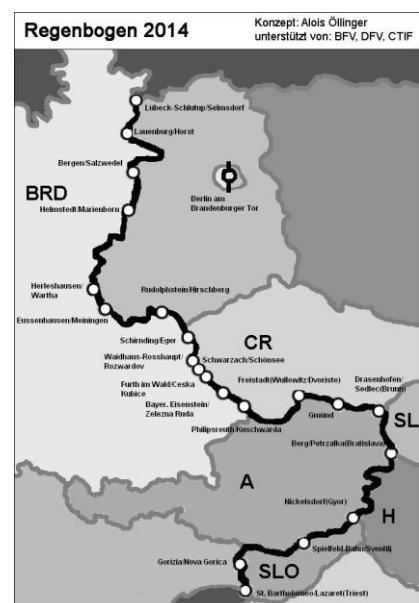 Regenbogen 2014
Konzept: Alois Öllinger
unterstützt von: BFV, DFV, CTIF
Lübeck-Schlutup/Selmsdorf
Lauenburg/Horst
Bergen/Salzwedel
BRD
Berlin am
Brandenburger Tor
Helmstedt/Marienborn
Herleshausen/
Wartha
Rudolphstein/Hirschberg
Eussenhausen/Meiningen
Schirnding/Eger
CR
Waidhaus-Rosshaupt/
Rozwardov
Schwarzach/Schönsee
Furth im Wald/Ceska
Kubice
Freistadt(Wullowitz/Dvoriste)
Drasenhofen/
Sedlec(Brunn)
Bayer. Eisenstein/
Zelezna Ruda
Gmünd
SL
Philipsreuth/Kuschwarda
Berg/Petrzalka(Bratislava)
A
Nickelsdorf(Gyor)
H
Spielfeld-Bahn/Sventilj
Gorizia/Nova Gorica
SLO
St. Bartholomeo/Lazaret(Triest)